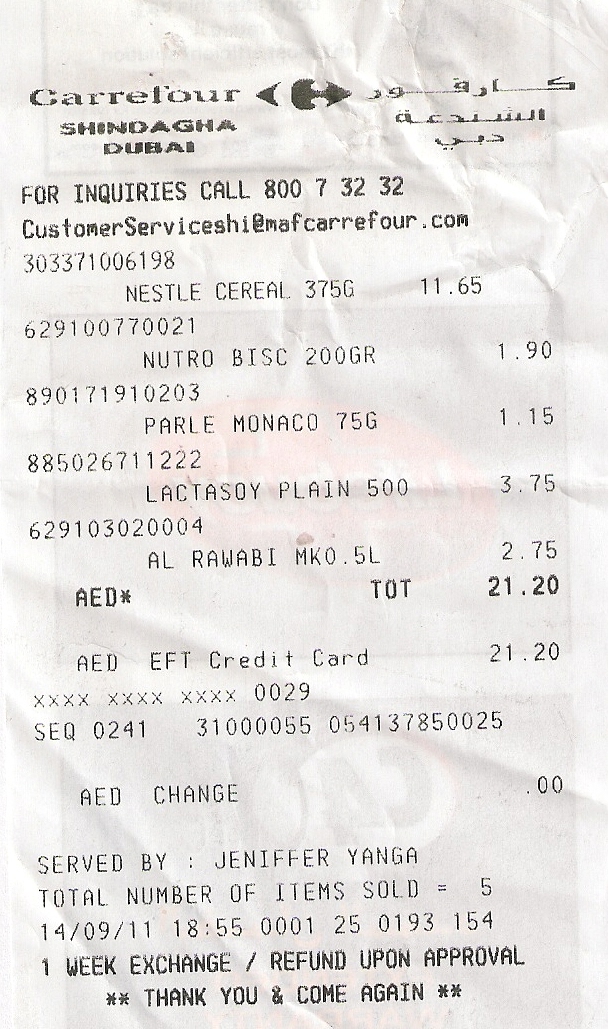 Carrefour كارفور
SHINDAGHA الشندغة
DUBAI دبي
FOR INQUIRIES CALL 800 7 32 32
CustomerServiceshi@mafcarrefour.com
303371006198
NESTLE CEREAL 375G 11.65
629100770021
NUTRO BISC 200GR 1.90
890171910203
PARLE MONACO 75G 1.15
885026711222
LACTASOY PLAIN 500 3.75
629103020004
AL RAWABI MK0.5L 2.75
AED* TOT 21.20
AED EFT Credit Card 21.20
XXXX XXXX XXXX 0029
SEQ 0241 31000055 054137850025
AED CHANGE .00
SERVED BY : JENIFFER YANGA
TOTAL NUMBER OF ITEMS SOLD = 5
14/09/11 18:55 0001 25 0193 154
1 WEEK EXCHANGE / REFUND UPON APPROVAL
** THANK YOU & COME AGAIN **